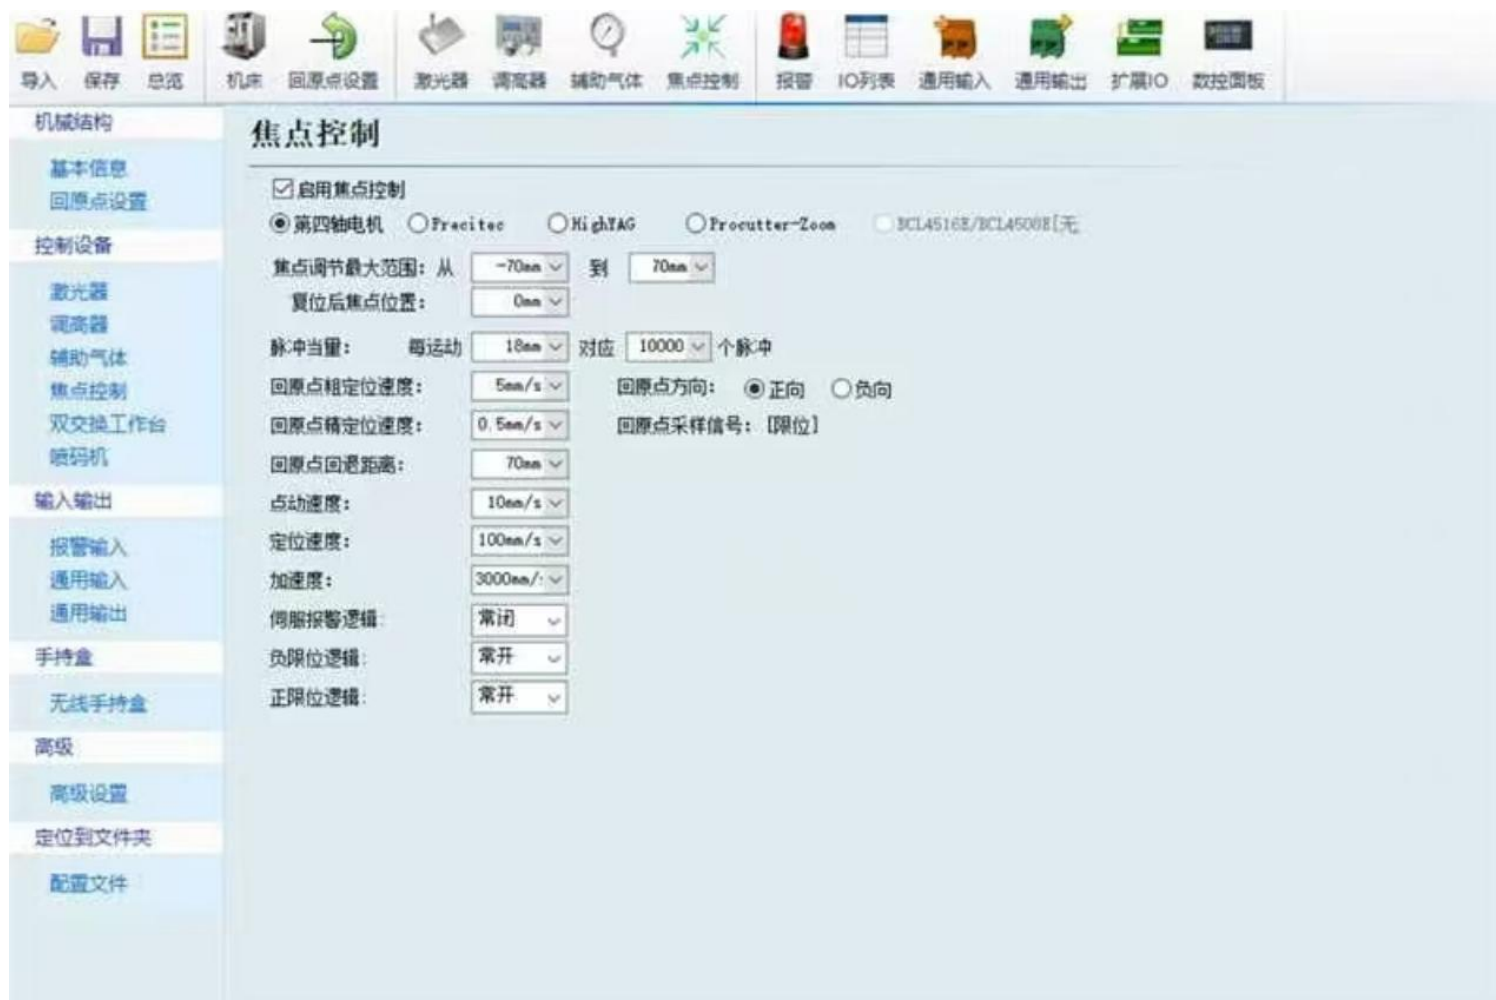 导入 保存 总览 机床 回原点设置 激光器 调高器 辅助气体 焦点控制 报警 IO列表 通用输入 通用输出 扩展IO 数控面板
机械结构
基本信息
回原点设置
控制设备
激光器
调高器
辅助气体
焦点控制
双交换工作台
喷码机
输入输出
报警输入
通用输入
通用输出
手持盒
无线手持盒
高级
高级设置
定位到文件夹
配置文件
焦点控制
启用焦点控制
第四轴电机 Precitec HighYAG Procutter-Zoom BCL4516E/BCL4508E[无
焦点调节最大范围: 从 -70mm 到 70mm
复位后焦点位置: 0mm
脉冲当量: 每运动 18mm 对应 10000 个脉冲
回原点粗定位速度: 5mm/s 回原点方向: 正向 负向
回原点精定位速度: 0.5mm/s 回原点采样信号: [限位]
回原点回退距离: 70mm
点动速度: 10mm/s
定位速度: 100mm/s
加速度: 3000mm/
伺服报警逻辑: 常闭
负限位逻辑: 常开
正限位逻辑: 常开